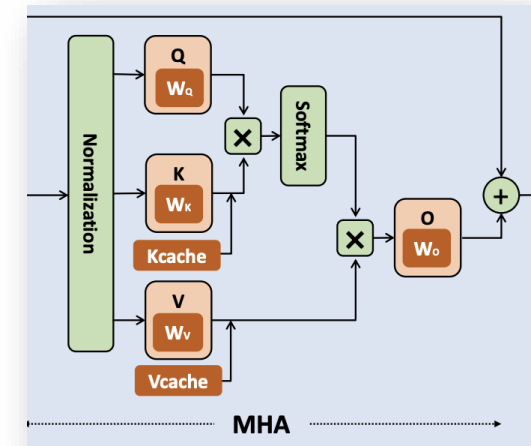 Normalization
Q
WQ
K
WK
Kcache
V
WV
Vcache
×
Softmax
×
O
WO
+
MHA